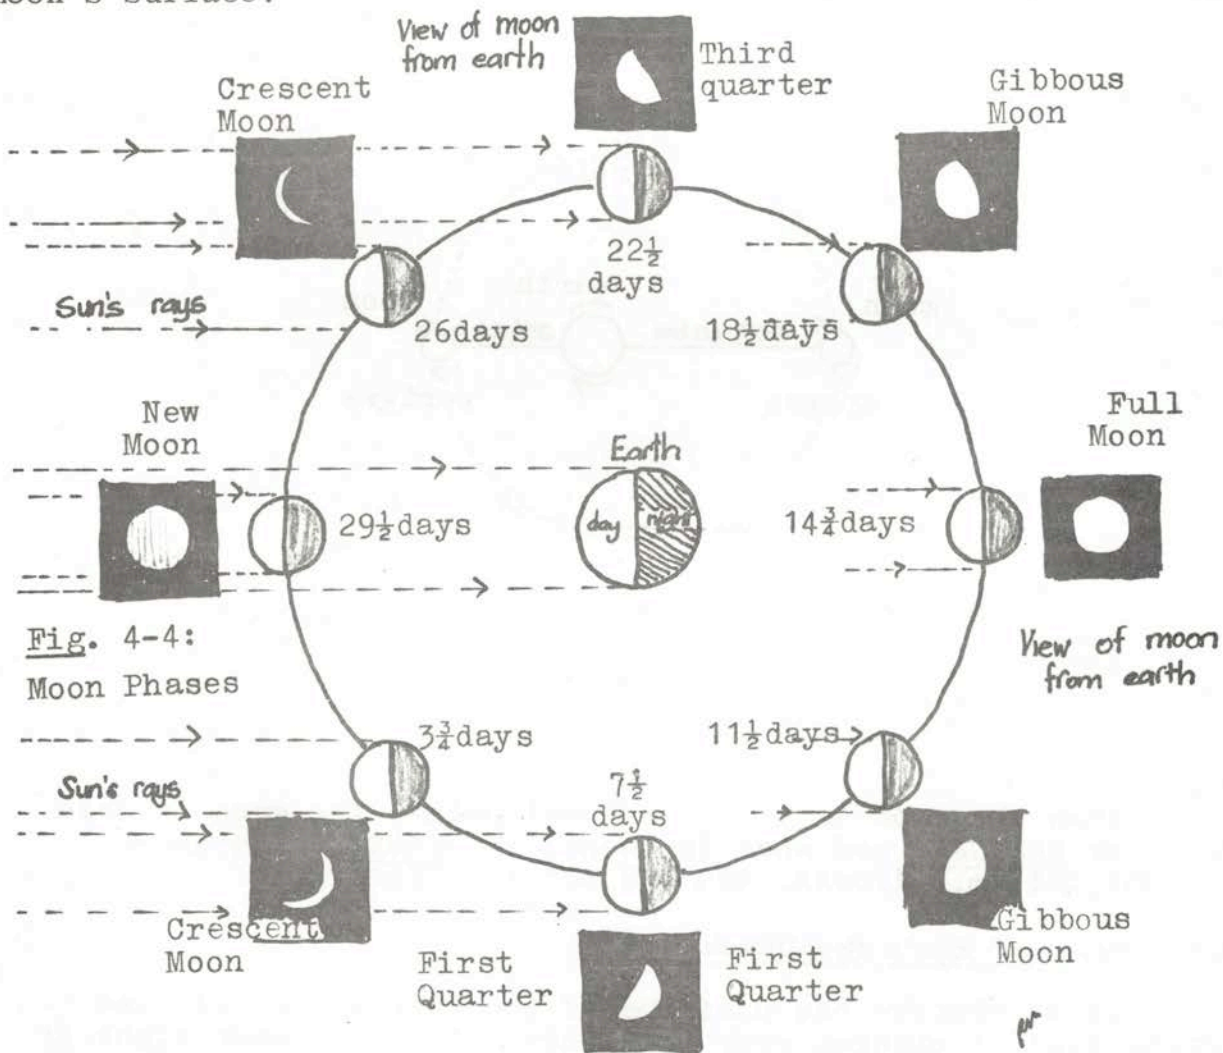 moon's surface.
View of moon
from earth
Third
quarter
Crescent
Moon
Gibbous
Moon
22½
days
Sun's rays
26days
18½days
New
Moon
Full
Moon
Earth
day
night
29½days
14¾days
Fig. 4-4:
Moon Phases
View of moon
from earth
3¾days
11½days
7½
days
Sun's rays
Crescent
Moon
First
Quarter
First
Quarter
Gibbous
Moon